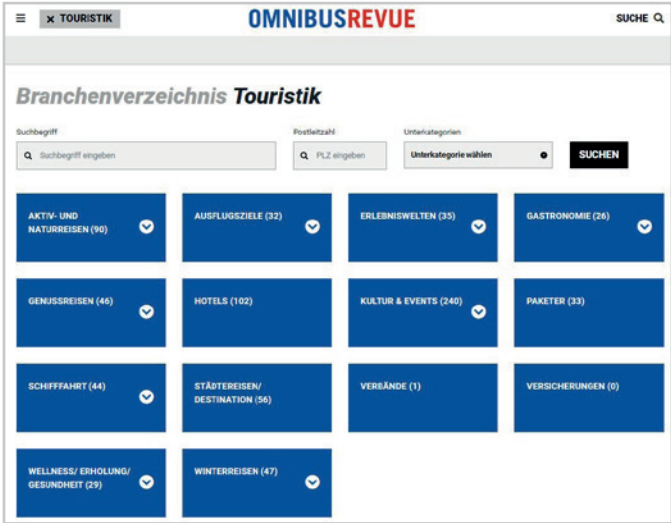 × TOURISTIK
OMNIBUSREVUE
SUCHE
Branchenverzeichnis Touristik
Suchbegriff
Postleitzahl
Unterkategorien
Suchbegriff eingeben
PLZ eingeben
Unterkategorie wählen
SUCHEN
AKTIV- UND
NATURREISEN (90)
AUSFLUGSZIELE (32)
ERLEBNISWELTEN (35)
GASTRONOMIE (26)
GENUSSREISEN (46)
HOTELS (102)
KULTUR & EVENTS (240)
PAKETER (33)
SCHIFFFAHRT (44)
STÄDTEREISEN/
DESTINATION (56)
VERBÄNDE (1)
VERSICHERUNGEN (0)
WELLNESS/ ERHOLUNG/
GESUNDHEIT (29)
WINTERREISEN (47)